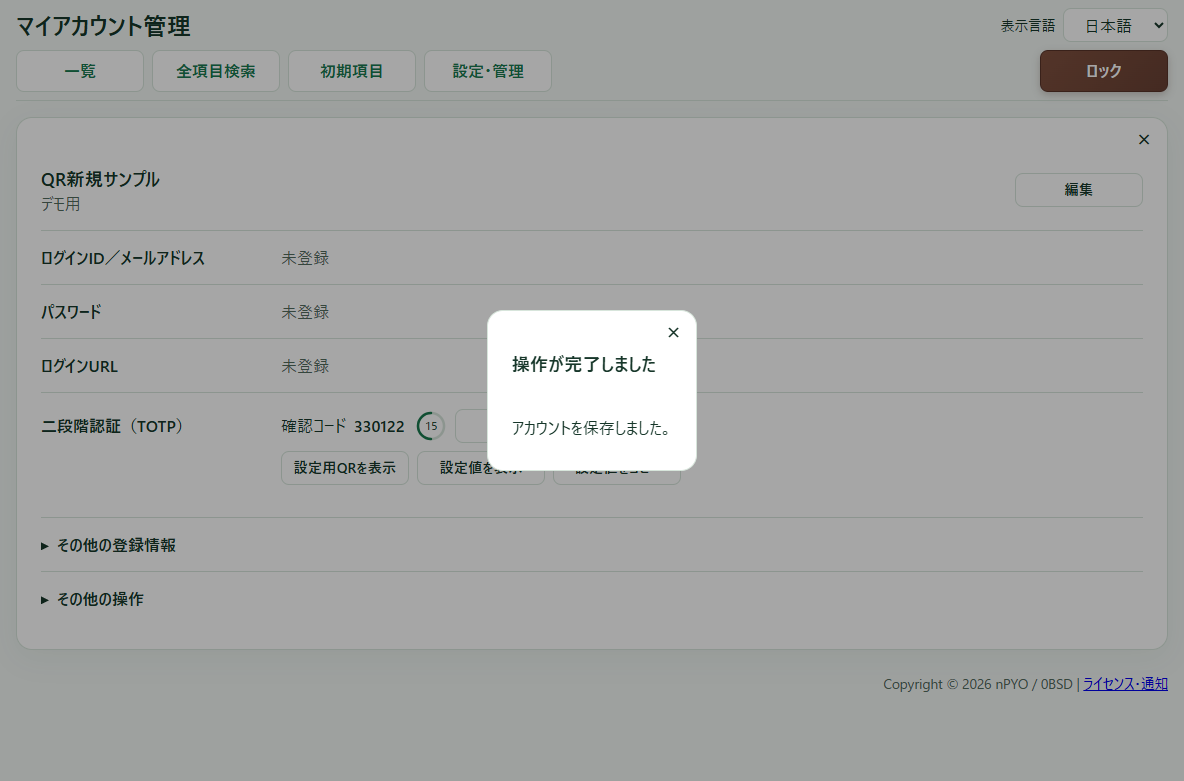 マイアカウント管理
表示言語 日本語
一覧 全項目検索 初期項目 設定・管理 ロック
×
QR新規サンプル
デモ用
編集
ログインID／メールアドレス 未登録
パスワード 未登録
ログインURL 未登録
×
操作が完了しました
アカウントを保存しました。
二段階認証（TOTP） 確認コード 330122 15
設定用QRを表示 設定値を
▶ その他の登録情報
▶ その他の操作
Copyright © 2026 nPYO / 0BSD | ライセンス・通知